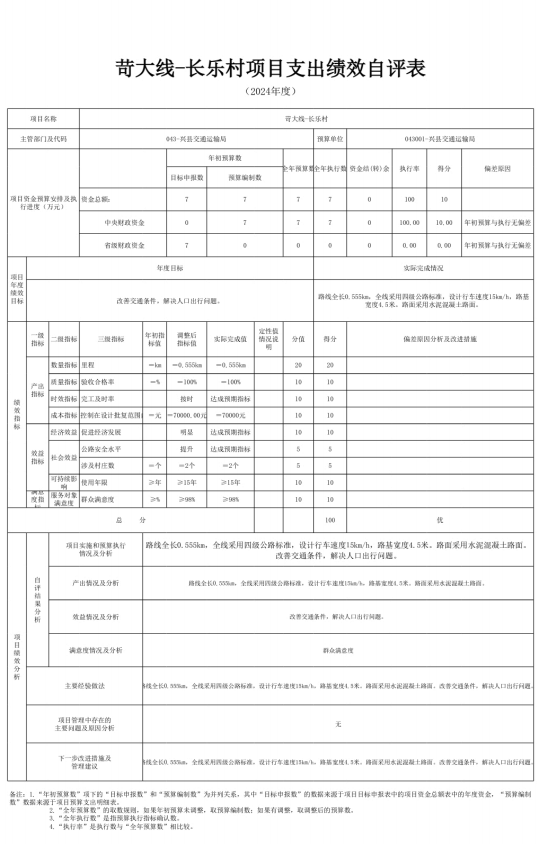 苛大线-长乐村项目支出绩效自评表
（2024年度）
项目名称 苛大线-长乐村
主管部门及代码 043-兴县交通运输局 预算单位 043001-兴县交通运输局
项目资金预算安排及执行进度（万元） 年初预算数 全年预算数 全年执行数 资金结(转)余 执行率 得分 偏差原因
目标申报数 预算编制数
资金总额： 7 7 7 7 0 100 10
中央财政资金 0 7 7 7 0 100.00 10.00 年初预算与执行无偏差
省级财政资金 7 0 0 0 0 0.00 0.00 年初预算与执行无偏差
项目年度绩效目标 年度目标 实际完成情况
改善交通条件，解决人口出行问题。 路线全长0.555km，全线采用四级公路标准，设计行车速度15km/h，路基宽度4.5米。路面采用水泥混凝土路面。
绩效指标 一级指标 二级指标 三级指标 年初指标值 调整后指标值 实际完成值 定性值情况说明 分值 得分 偏差原因分析及改进措施
产出指标 数量指标 里程 ＝km ＝0.555km ＝0.555km 20 20
质量指标 验收合格率 ＝% ＝100% ＝100% 10 10
时效指标 完工及时率 按时 达成预期指标 10 10
成本指标 控制在设计批复范围 ＝元 ＝70000.00元 ＝70000元 10 10
效益指标 经济效益 促进经济发展 明显 达成预期指标 10 10
社会效益 公路安全水平 提升 达成预期指标 5 5
涉及村庄数 ＝个 ＝2个 ＝2个 5 5
可持续影响 使用年限 ≥年 ≥15年 ≥15年 10 10
满意度指标 服务对象满意度 群众满意度 ≥% ≥98% ≥98% 10 10
总 分 100 优
项目绩效分析 自评结果分析 项目实施和预算执行情况及分析 路线全长0.555km，全线采用四级公路标准，设计行车速度15km/h，路基宽度4.5米。路面采用水泥混凝土路面。改善交通条件，解决人口出行问题。
产出情况及分析 路线全长0.555km，全线采用四级公路标准，设计行车速度15km/h，路基宽度4.5米。路面采用水泥混凝土路面。
效益情况及分析 改善交通条件，解决人口出行问题。
满意度情况及分析 群众满意度
主要经验做法 路线全长0.555km，全线采用四级公路标准，设计行车速度15km/h，路基宽度4.5米。路面采用水泥混凝土路面。改善交通条件，解决人口出行问题。
项目管理中存在的主要问题及原因分析 无
下一步改进措施及管理建议 路线全长0.555km，全线采用四级公路标准，设计行车速度15km/h，路基宽度4.5米。路面采用水泥混凝土路面。改善交通条件，解决人口出行问题。
备注：1.“年初预算数”项下的“目标申报数”和“预算编制数”为并列关系，其中“目标申报数”的数据来源于项目目标申报表中的项目资金总额表中的年度资金，“预算编制
数”数据来源于项目预算支出明细表。
2.“全年预算数”的取数规则，如果年初预算未调整，取预算编制数；如果有调整，取调整后的预算数。
3.“全年执行数”是指预算执行指标确认数。
4.“执行率”是执行数与“全年预算数”相比较。